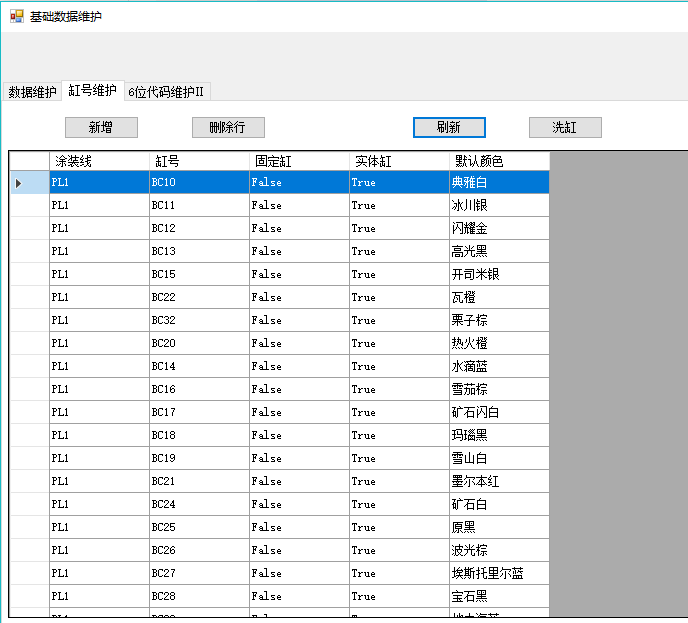 基础数据维护
数据维护 缸号维护 6位代码维护II
新增 删除行 刷新 洗缸
涂装线 缸号 固定缸 实体缸 默认颜色
PL1 BC10 False True 典雅白
PL1 BC11 False True 冰川银
PL1 BC12 False True 闪耀金
PL1 BC13 False True 高光黑
PL1 BC15 False True 开司米银
PL1 BC22 False True 瓦橙
PL1 BC32 False True 栗子棕
PL1 BC20 False True 热火橙
PL1 BC14 False True 水滴蓝
PL1 BC16 False True 雪茄棕
PL1 BC17 False True 矿石闪白
PL1 BC18 False True 玛瑙黑
PL1 BC19 False True 雪山白
PL1 BC21 False True 墨尔本红
PL1 BC24 False True 矿石白
PL1 BC25 False True 原黑
PL1 BC26 False True 波光棕
PL1 BC27 False True 埃斯托里尔蓝
PL1 BC28 False True 宝石黑